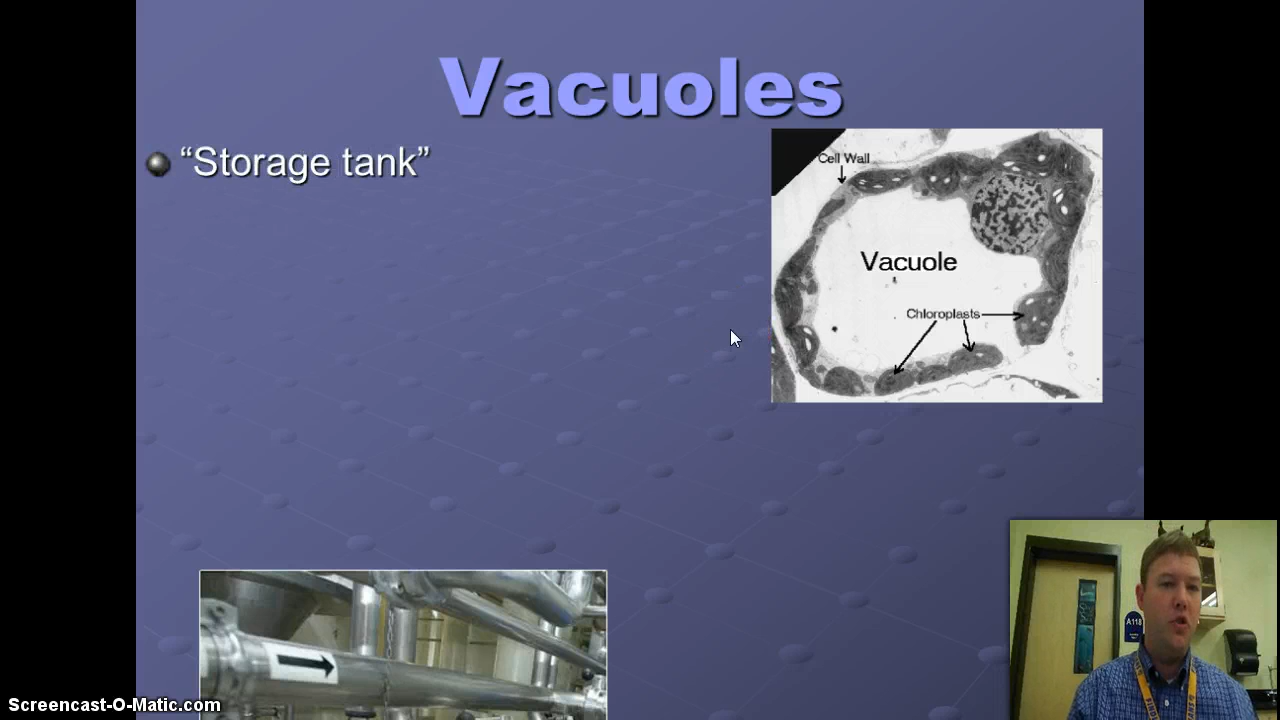 Vacuoles
“Storage tank”
Cell Wall
Vacuole
Chloroplasts
A118
Screencast-O-Matic.com